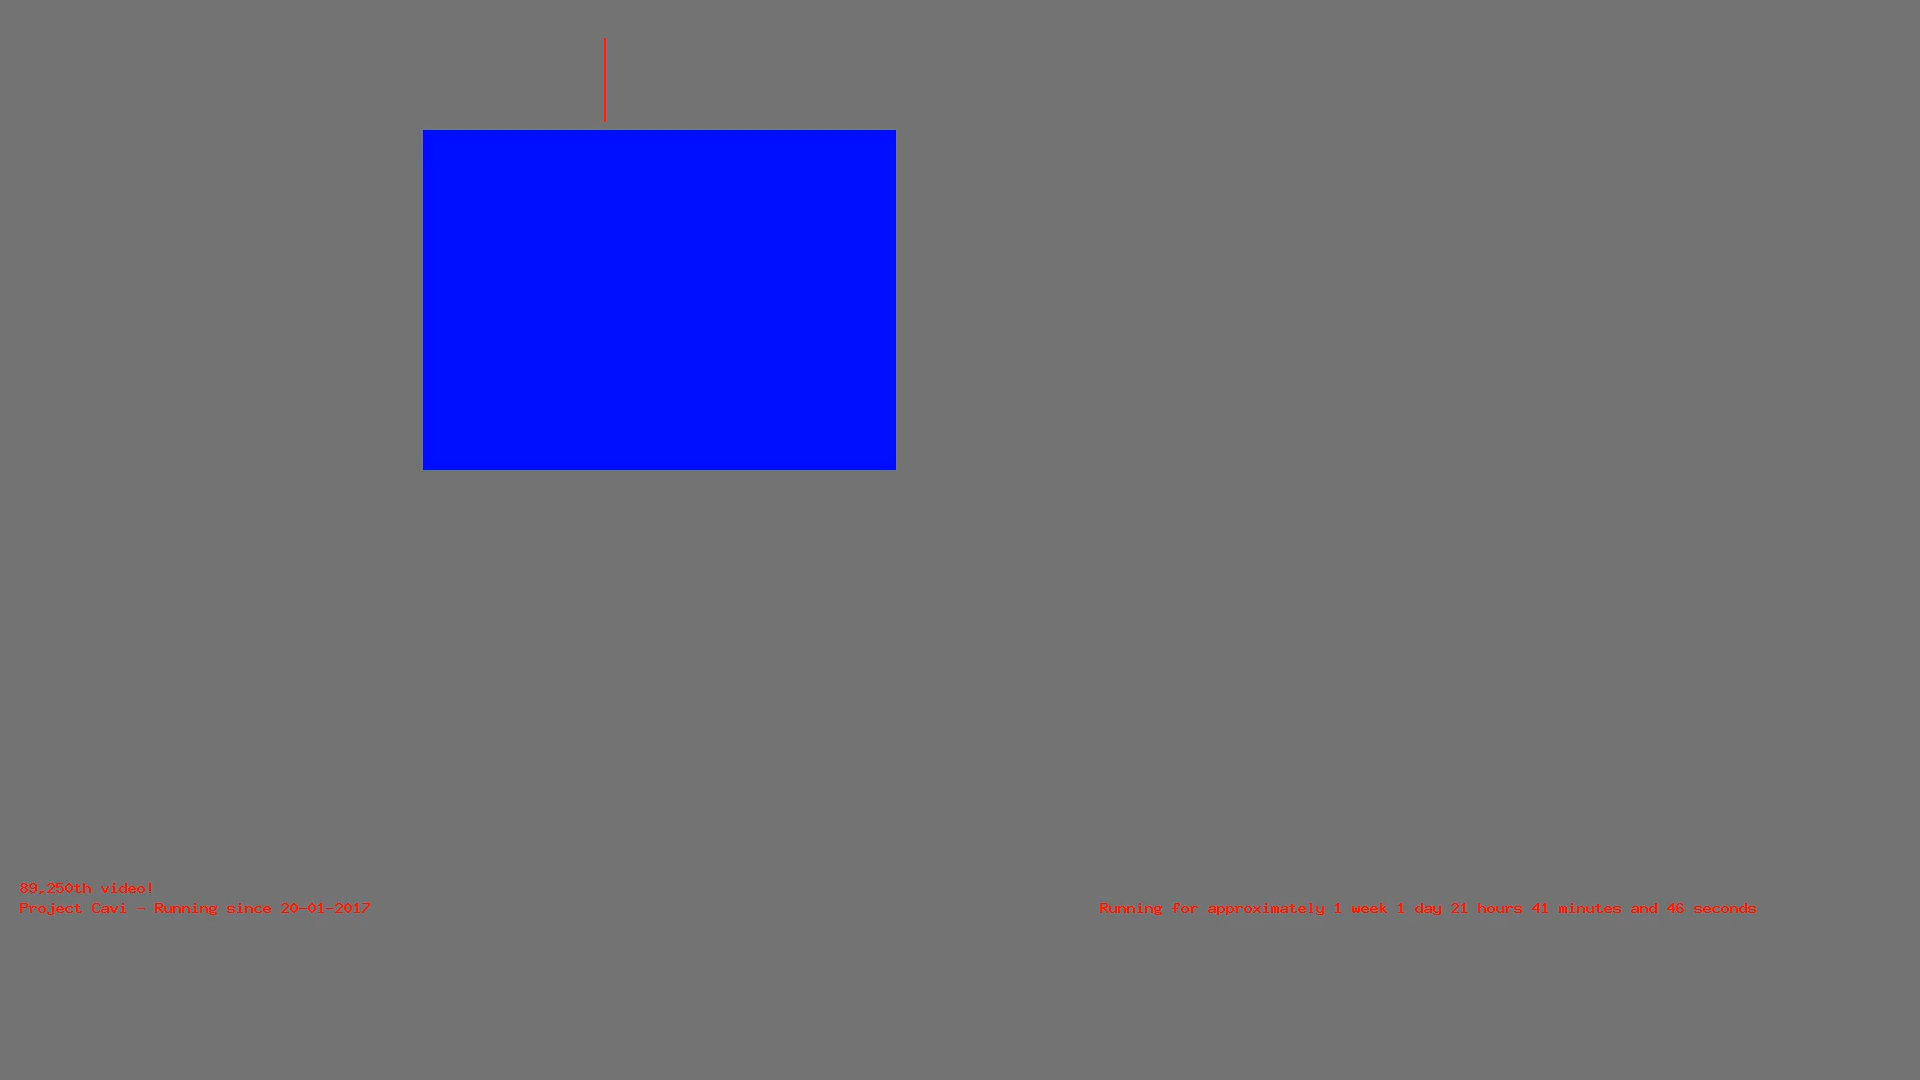 89,250th video!
Project Cavi - Running since 20-01-2017
Running for approximately 1 week 1 day 21 hours 41 minutes and 46 seconds